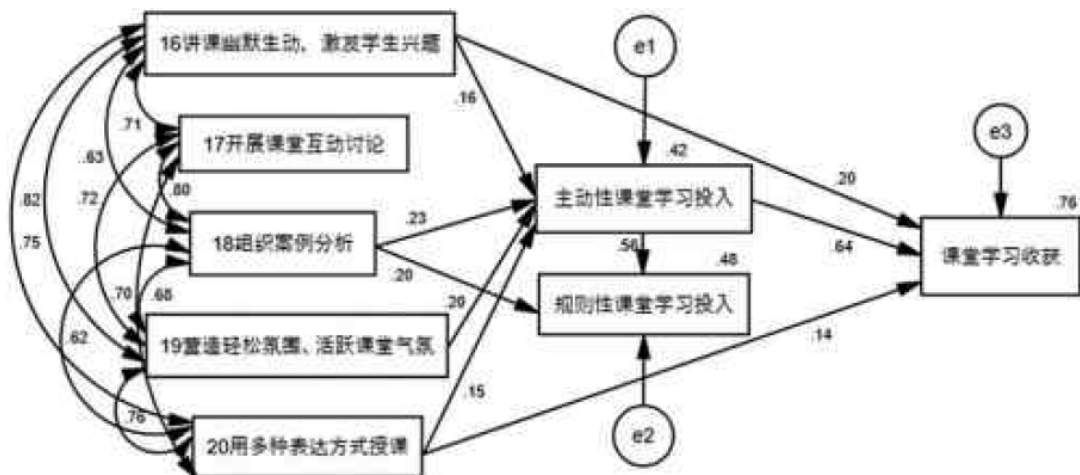 16讲课幽默生动、激发学生兴题
e1
.16
.71
17开展课堂互动讨论
.42
e3
.63
.80
.20
.82
.72
主动性课堂学习投入
.76
.23
.75
18组织案例分析
.56
.48
.64
课堂学习收获
.20
.70
.68
.20
规则性课堂学习投入
.62
19营造轻松氛围、活跃课堂气氛
.14
.15
.76
20用多种表达方式授课
e2